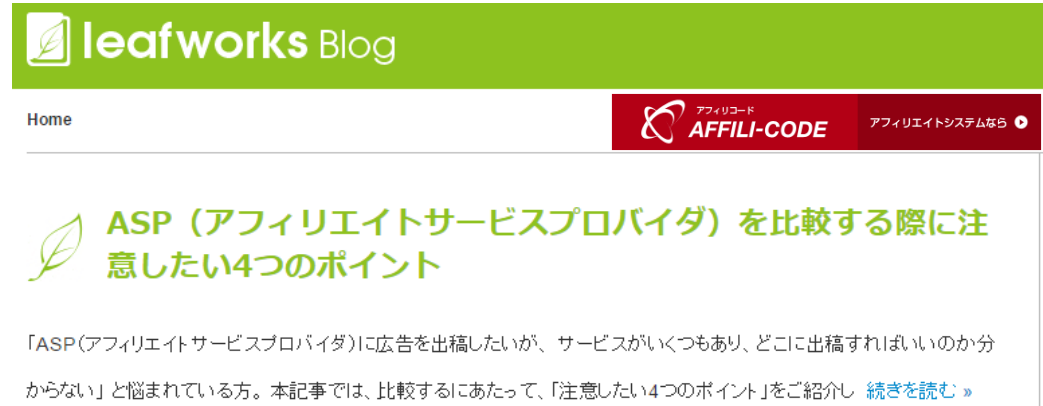 leafworks Blog
Home
アフィリコード
AFFILI-CODE
アフィリエイトシステムなら
ASP（アフィリエイトサービスプロバイダ）を比較する際に注
意したい4つのポイント
「ASP(アフィリエイトサービスプロバイダ)に広告を出稿したいが、サービスがいくつもあり、どこに出稿すればいいのか分
からない」と悩まれている方。本記事では、比較するにあたって、「注意したい4つのポイント」をご紹介し 続きを読む »